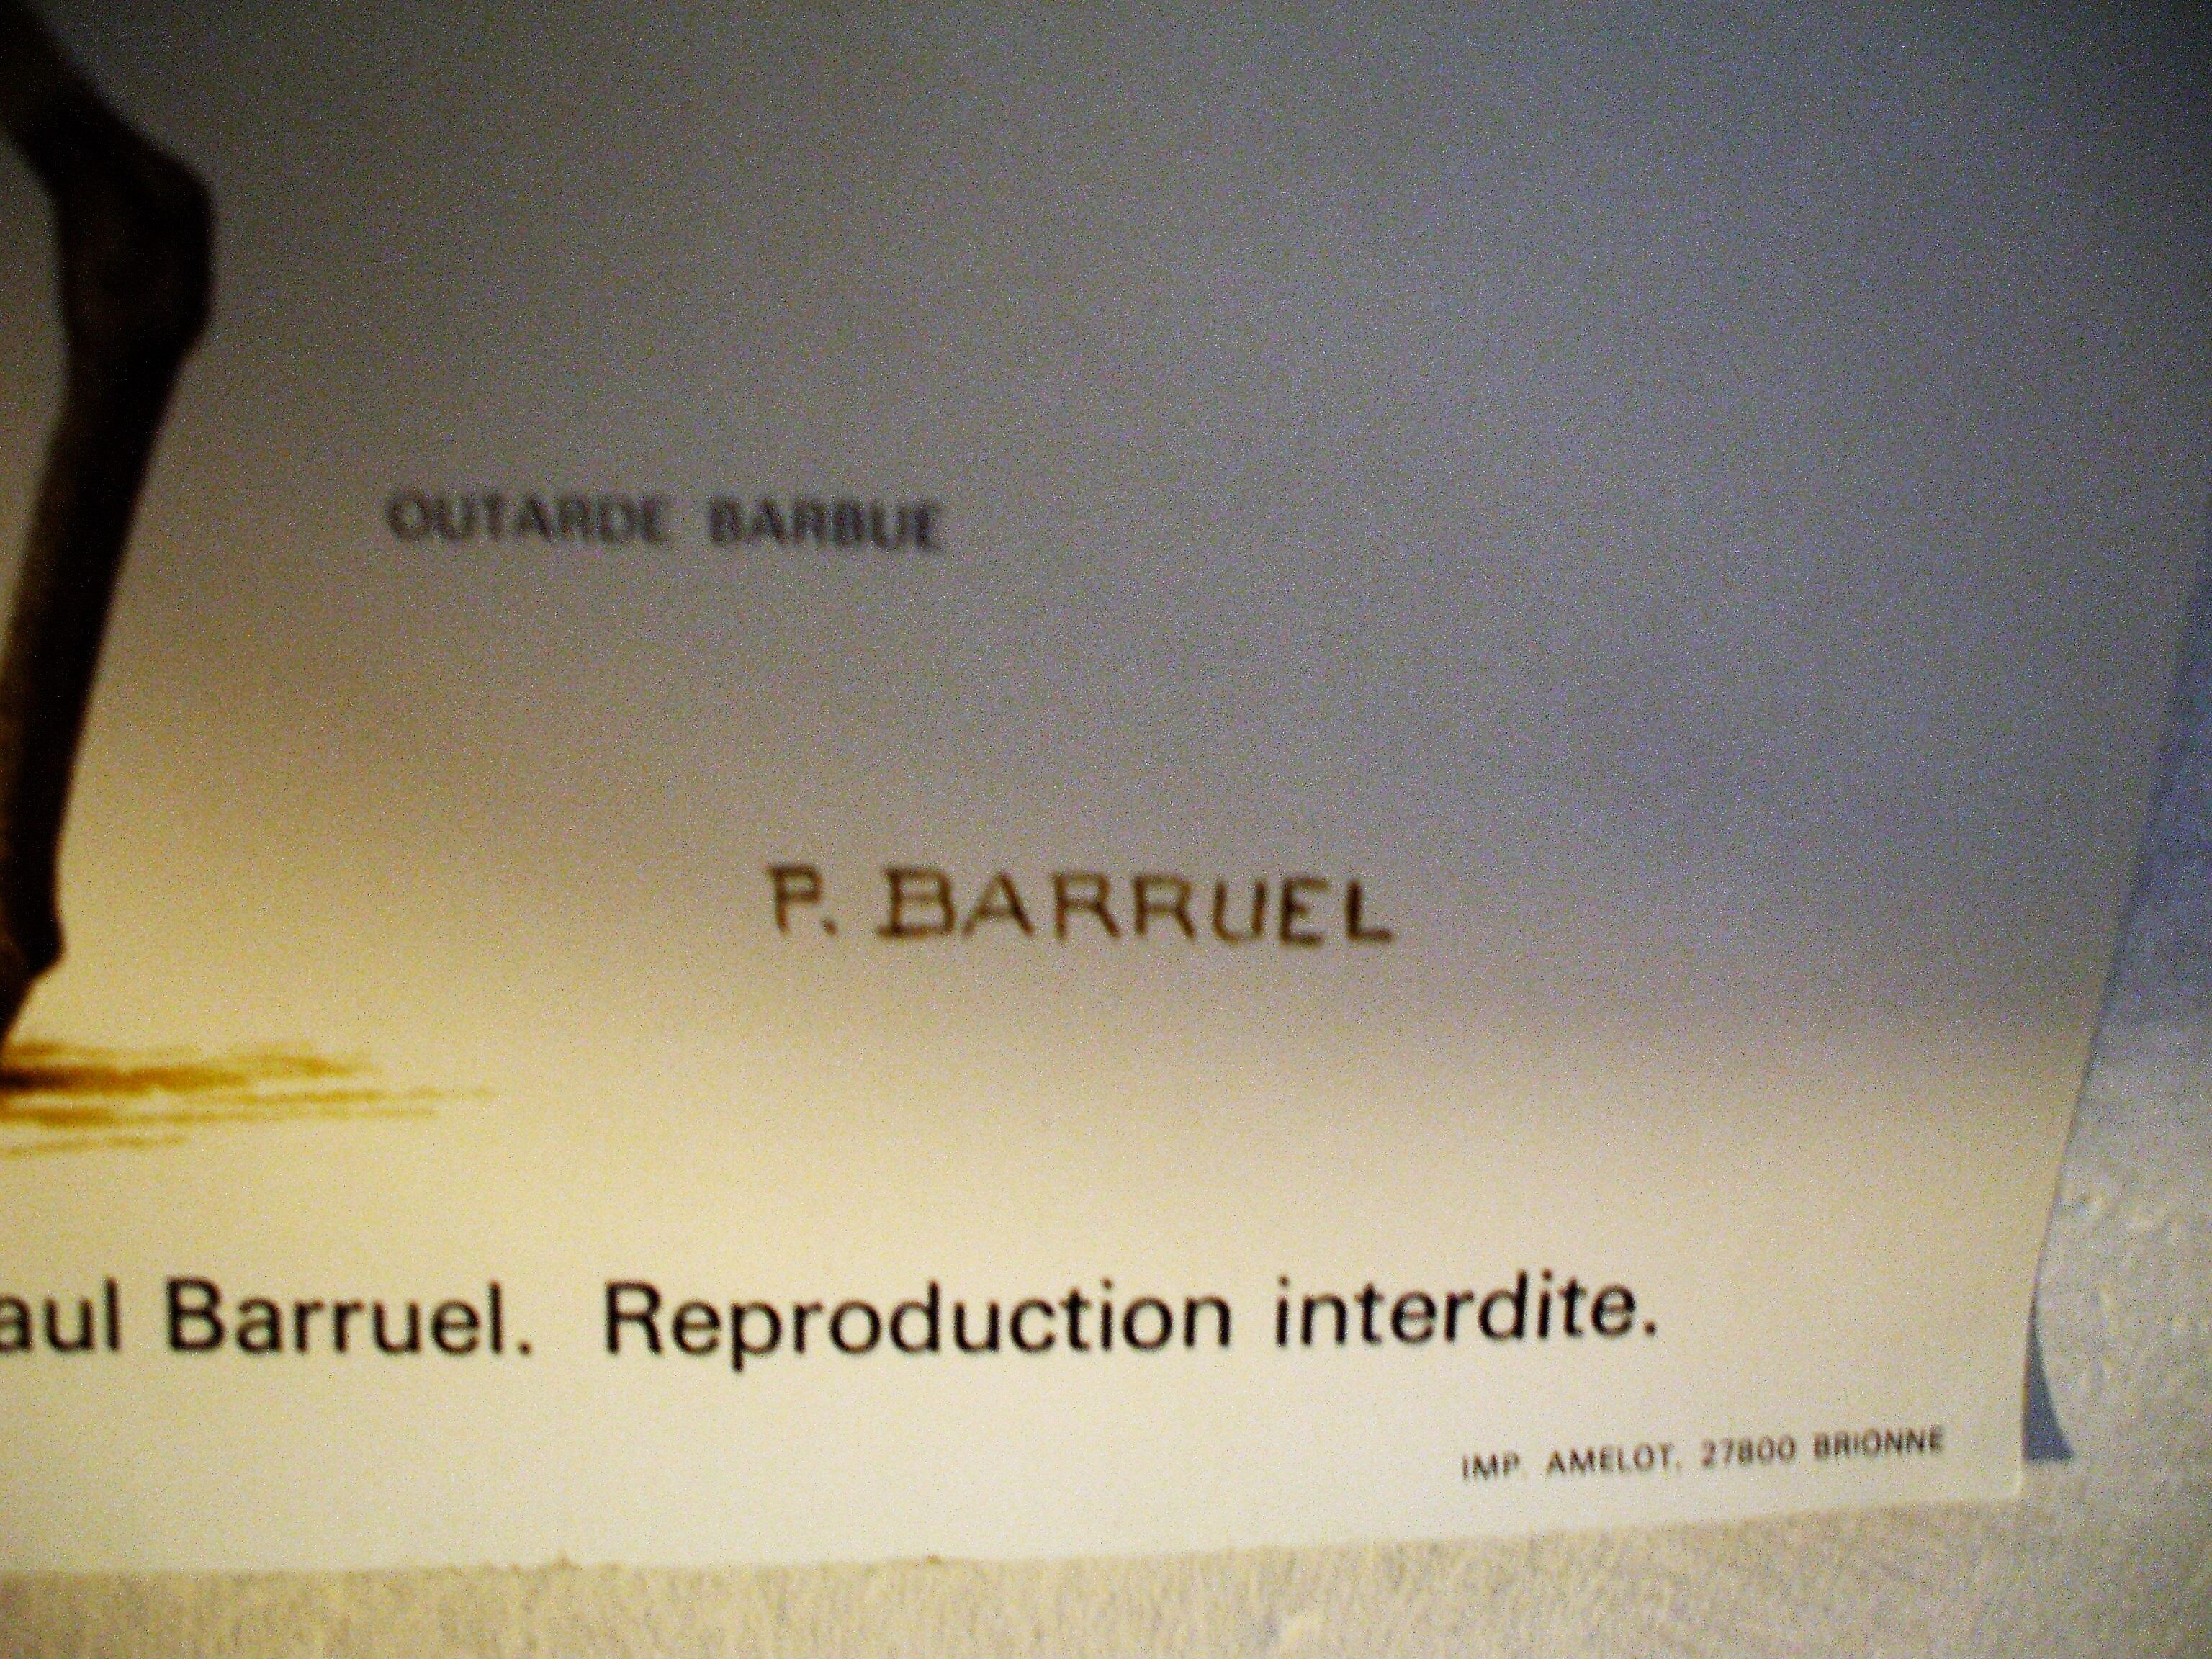 OUTARDE BARBUE
P. BARRUEL
aul Barruel. Reproduction interdite.
IMP. AMELOT, 27800 BRIONNE